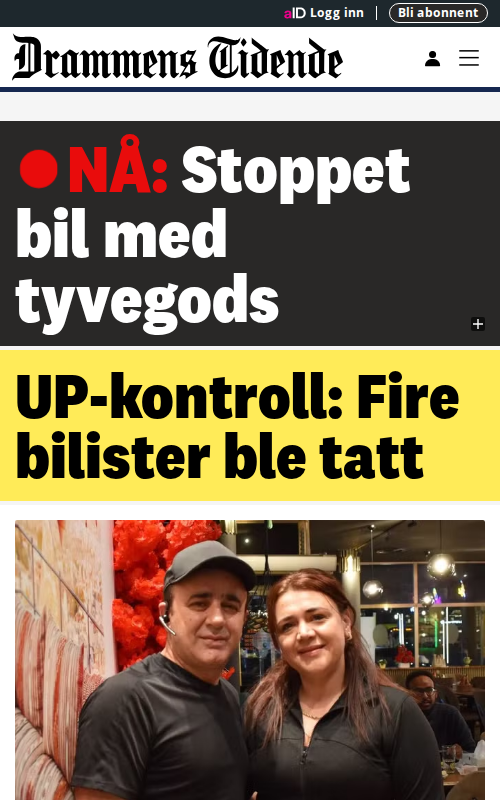 aID Logg inn
Bli abonnent
Drammens Tidende
NÅ: Stoppet
bil med
tyvegods
UP-kontroll: Fire
bilister ble tatt